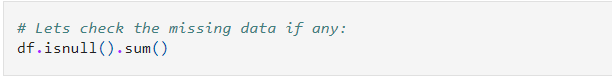 # Lets check the missing data if any:
df.isnull().sum()